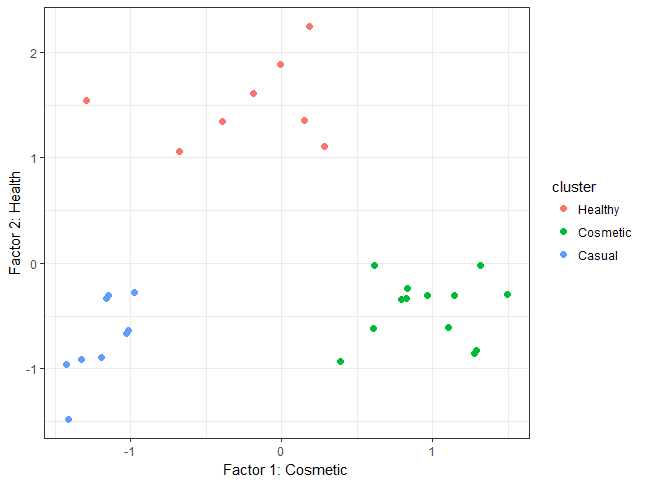 2
1
0
-1
-1
0
1
Factor 2: Health
Factor 1: Cosmetic
cluster
Healthy
Cosmetic
Casual